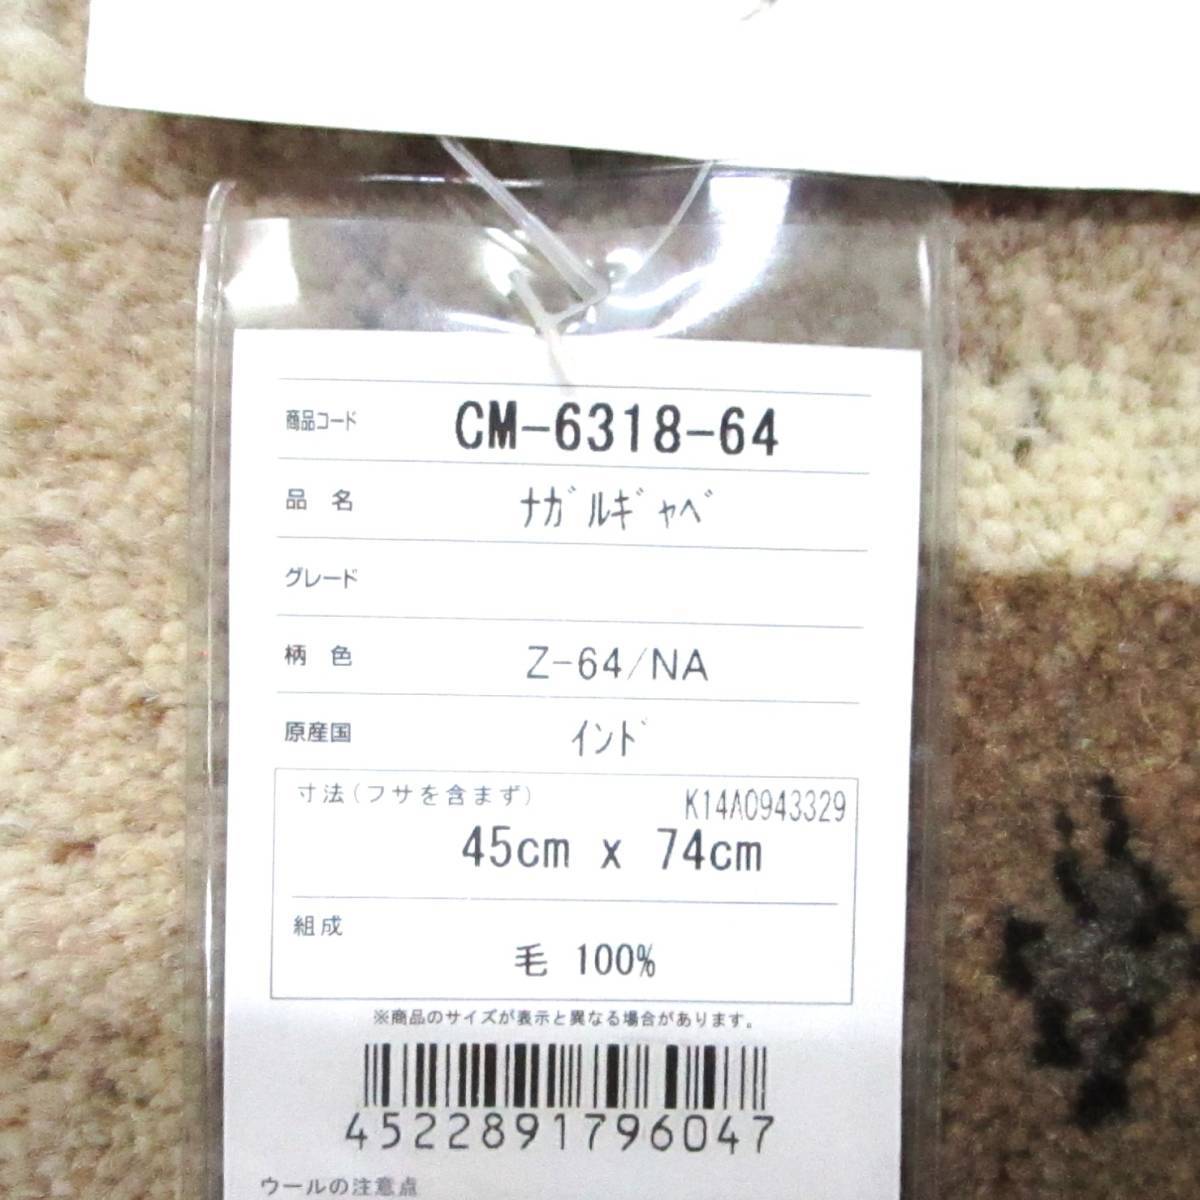 商品コード CM-6318-64
品 名 ﾅｶﾞﾙｷﾞｬﾍﾞ
グレード
柄 色 Z-64/NA
原産国 ｲﾝﾄﾞ
寸法(フサを含まず) K14A0943329
45cm x 74cm
組成
毛 100%
※商品のサイズが表示と異なる場合があります。
4522891796047
ウールの注意点